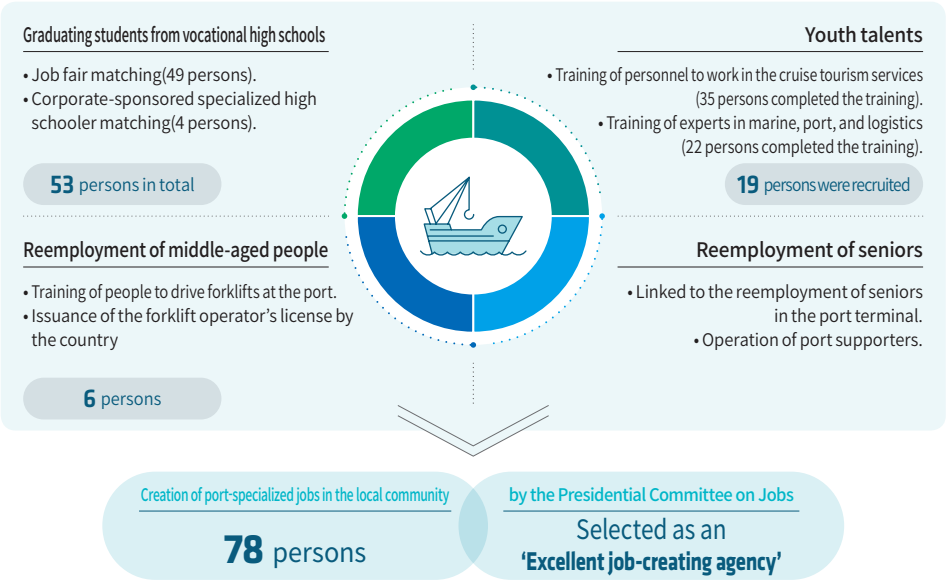 Graduating students from vocational high schools
• Job fair matching(49 persons).
• Corporate-sponsored specialized high
schooler matching(4 persons).
53 persons in total
Youth talents
• Training of personnel to work in the cruise tourism services
(35 persons completed the training).
• Training of experts in marine, port, and logistics
(22 persons completed the training).
19 persons were recruited
Reemployment of middle-aged people
• Training of people to drive forklifts at the port.
• Issuance of the forklift operator’s license by
the country
6 persons
Reemployment of seniors
• Linked to the reemployment of seniors
in the port terminal.
• Operation of port supporters.
Creation of port-specialized jobs in the local community
78 persons
by the Presidential Committee on Jobs
Selected as an
‘Excellent job-creating agency’